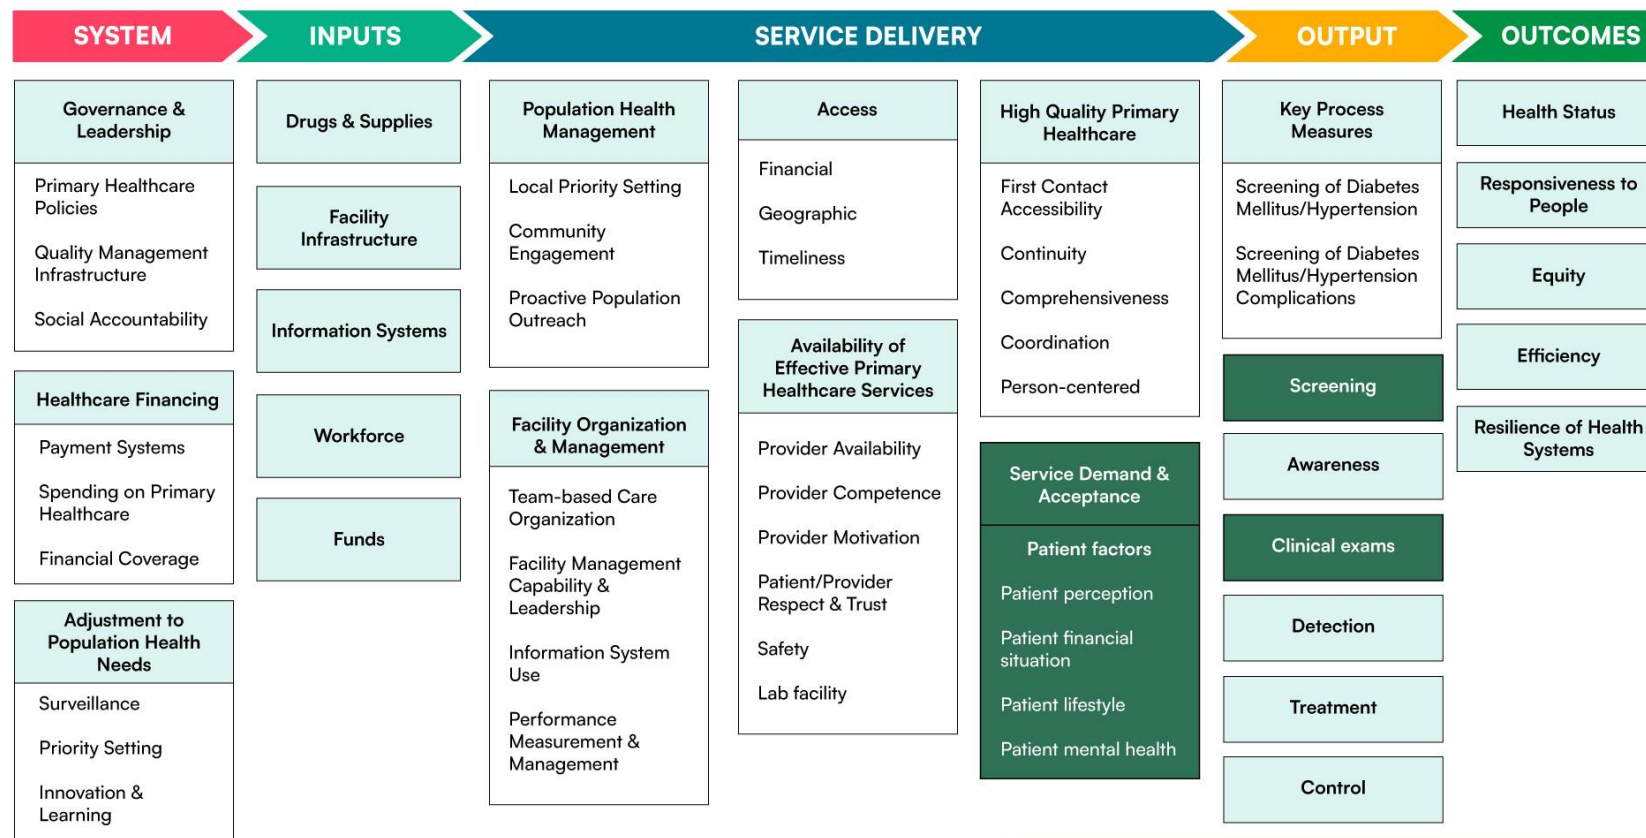 SYSTEM
INPUTS
SERVICE DELIVERY
OUTPUT
OUTCOMES
Governance &
Leadership
Primary Healthcare
Policies
Quality Management
Infrastructure
Social Accountability
Healthcare Financing
Payment Systems
Spending on Primary
Healthcare
Financial Coverage
Adjustment to
Population Health
Needs
Surveillance
Priority Setting
Innovation &
Learning
Drugs & Supplies
Facility
Infrastructure
Information Systems
Workforce
Funds
Population Health
Management
Local Priority Setting
Community
Engagement
Proactive Population
Outreach
Facility Organization
& Management
Team-based Care
Organization
Facility Management
Capability &
Leadership
Information System
Use
Performance
Measurement &
Management
Access
Financial
Geographic
Timeliness
Availability of
Effective Primary
Healthcare Services
Provider Availability
Provider Competence
Provider Motivation
Patient/Provider
Respect & Trust
Safety
Lab facility
High Quality Primary
Healthcare
First Contact
Accessibility
Continuity
Comprehensiveness
Coordination
Person-centered
Service Demand &
Acceptance
Patient factors
Patient perception
Patient financial
situation
Patient lifestyle
Patient mental health
Key Process
Measures
Screening of Diabetes
Mellitus/Hypertension
Screening of Diabetes
Mellitus/Hypertension
Complications
Screening
Awareness
Clinical exams
Detection
Treatment
Control
Health Status
Responsiveness to
People
Equity
Efficiency
Resilience of Health
Systems